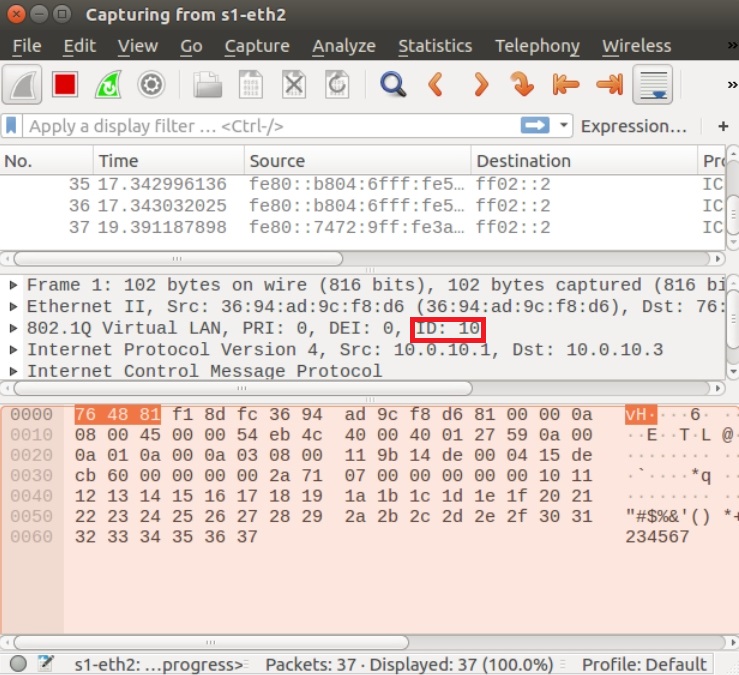 Capturing from s1-eth2
File Edit View Go Capture Analyze Statistics Telephony Wireless »
»
Apply a display filter … <Ctrl-/> Expression… +
No. Time Source Destination Pro
35 17.342996136 fe80::b804:6fff:fe5… ff02::2 IC
36 17.343032025 fe80::b804:6fff:fe5… ff02::2 IC
37 19.391187898 fe80::7472:9fff:fe3a… ff02::2 IC
Frame 1: 102 bytes on wire (816 bits), 102 bytes captured (816 bi
Ethernet II, Src: 36:94:ad:9c:f8:d6 (36:94:ad:9c:f8:d6), Dst: 76:
802.1Q Virtual LAN, PRI: 0, DEI: 0, ID: 10
Internet Protocol Version 4, Src: 10.0.10.1, Dst: 10.0.10.3
Internet Control Message Protocol
0000 76 48 81 f1 8d fc 36 94 ad 9c f8 d6 81 00 00 0a vH····6·
0010 08 00 45 00 00 54 eb 4c 40 00 40 01 27 59 0a 00 ··E··T·L @·
0020 0a 01 0a 00 0a 03 08 00 11 9b 14 de 00 04 15 de ········
0030 cb 60 00 00 00 00 2a 71 07 00 00 00 00 00 10 11 ·`····*q
0040 12 13 14 15 16 17 18 19 1a 1b 1c 1d 1e 1f 20 21 ········
0050 22 23 24 25 26 27 28 29 2a 2b 2c 2d 2e 2f 30 31 "#$%&'() *+
0060 32 33 34 35 36 37 234567
s1-eth2: …progress> Packets: 37 · Displayed: 37 (100.0%) Profile: Default